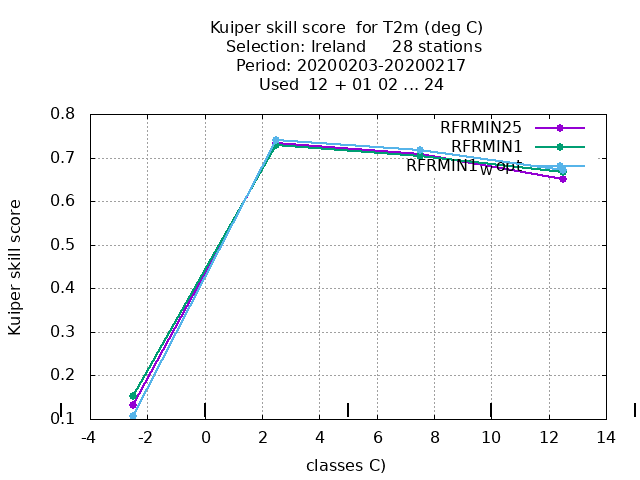 Kuiper skill score  for T2m (deg C)
Selection: Ireland     28 stations
Period: 20200203-20200217
Used  12 + 01 02 ... 24
Kuiper skill score
0.8
0.7
0.6
0.5
0.4
0.3
0.2
0.1
RFRMIN25
RFRMIN1
RFRMIN1wopt
-4 -2 0 2 4 6 8 10 12 14
classes C)